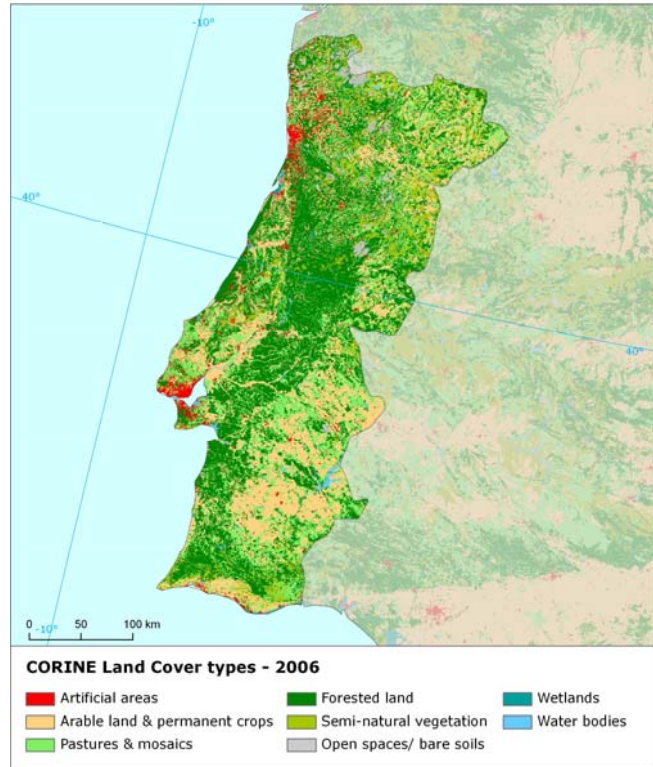 -10°
40°
40°
0 50 100 km
-10°
CORINE Land Cover types - 2006
Artificial areas
Forested land
Wetlands
Arable land & permanent crops
Semi-natural vegetation
Water bodies
Pastures & mosaics
Open spaces/ bare soils